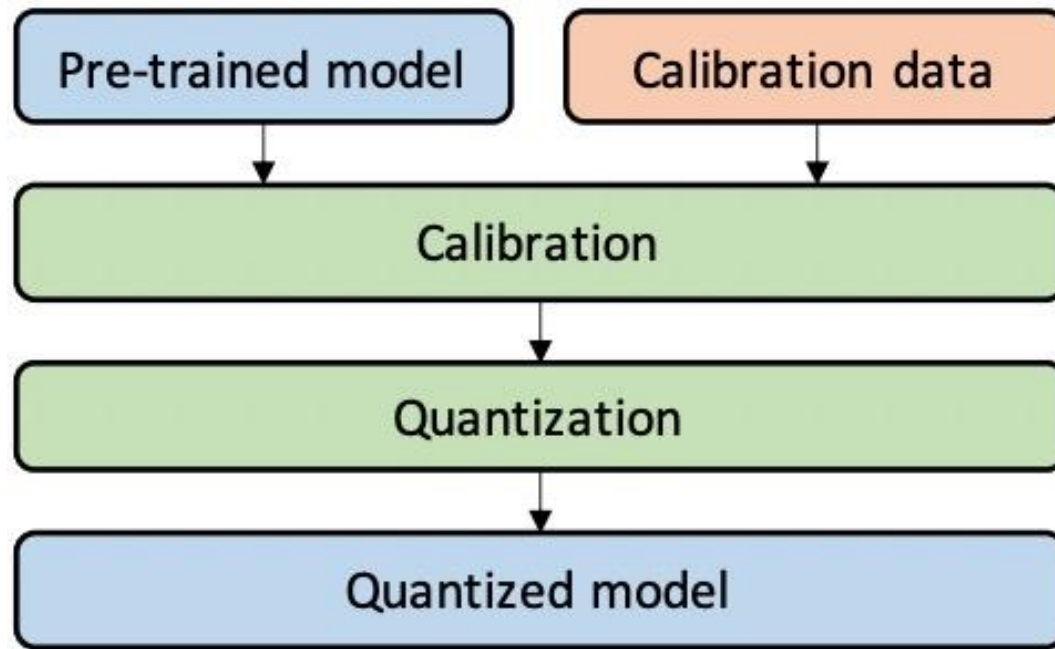 Pre-trained model
Calibration data
Calibration
Quantization
Quantized model